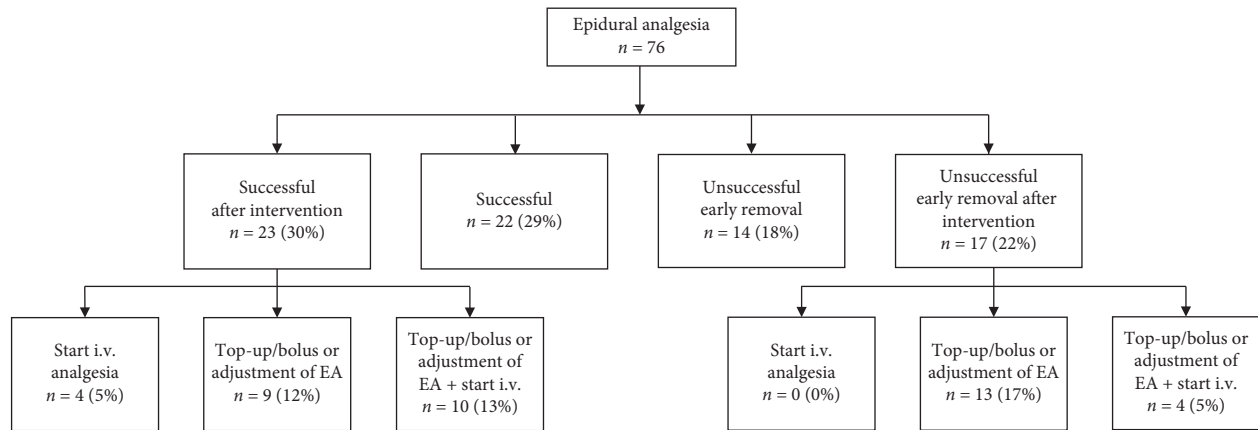 Epidural analgesia
n = 76
Successful
after intervention
n = 23 (30%)
Successful
n = 22 (29%)
Unsuccessful
early removal
n = 14 (18%)
Unsuccessful
early removal after
intervention
n = 17 (22%)
Start i.v.
analgesia
n = 4 (5%)
Top-up/bolus or
adjustment of EA
n = 9 (12%)
Top-up/bolus or
adjustment of
EA + start i.v.
n = 10 (13%)
Start i.v.
analgesia
n = 0 (0%)
Top-up/bolus or
adjustment of EA
n = 13 (17%)
Top-up/bolus or
adjustment of
EA + start i.v.
n = 4 (5%)